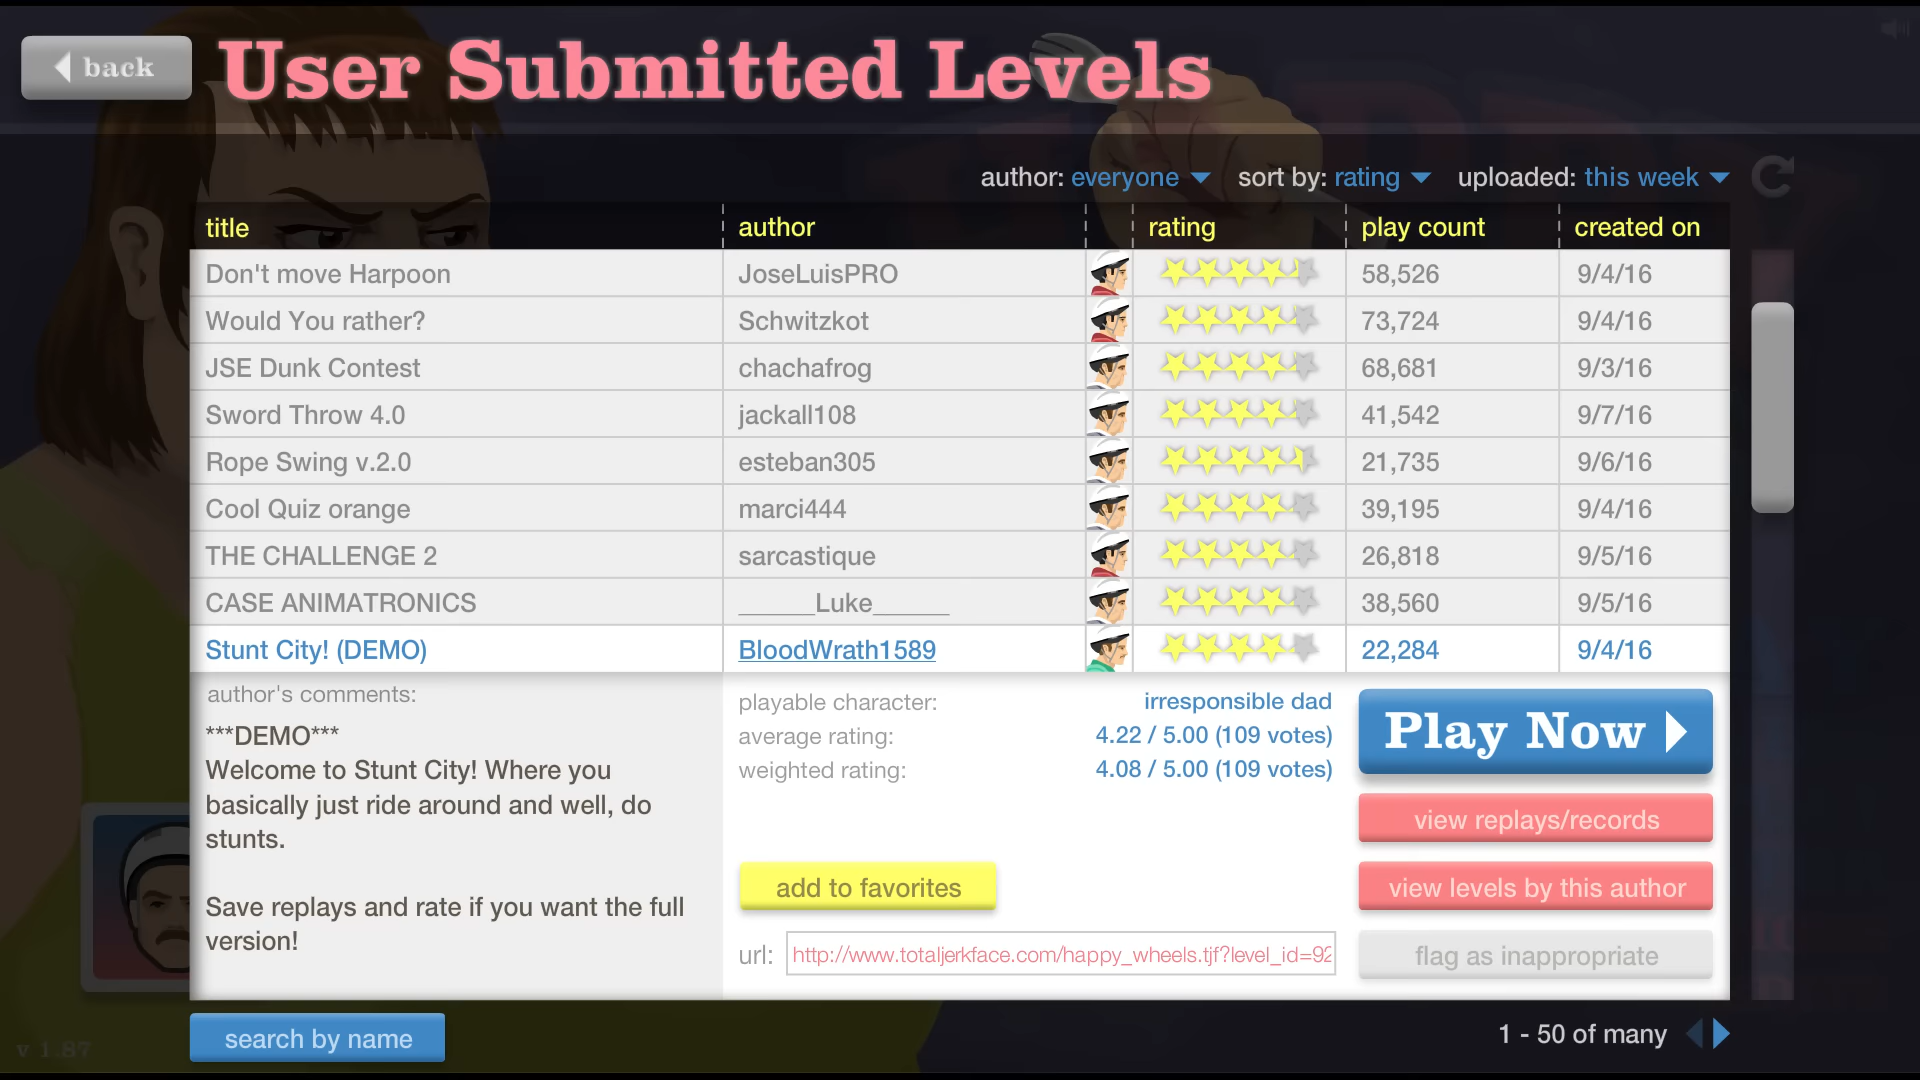 back
User Submitted Levels
author: everyone sort by: rating uploaded: this week
title author rating play count created on
Don't move Harpoon JoseLuisPRO 58,526 9/4/16
Would You rather? Schwitzkot 73,724 9/4/16
JSE Dunk Contest chachafrog 68,681 9/3/16
Sword Throw 4.0 jackall108 41,542 9/7/16
Rope Swing v.2.0 esteban305 21,735 9/6/16
Cool Quiz orange marci444 39,195 9/4/16
THE CHALLENGE 2 sarcastique 26,818 9/5/16
CASE ANIMATRONICS _____Luke_____ 38,560 9/5/16
Stunt City! (DEMO) BloodWrath1589 22,284 9/4/16
author's comments:
***DEMO***
Welcome to Stunt City! Where you
basically just ride around and well, do
stunts.
Save replays and rate if you want the full
version!
playable character: irresponsible dad
average rating: 4.22 / 5.00 (109 votes)
weighted rating: 4.08 / 5.00 (109 votes)
add to favorites
url: http://www.totaljerkface.com/happy_wheels.tjf?level_id=92
Play Now
view replays/records
view levels by this author
flag as inappropriate
search by name
1 - 50 of many
v 1.87